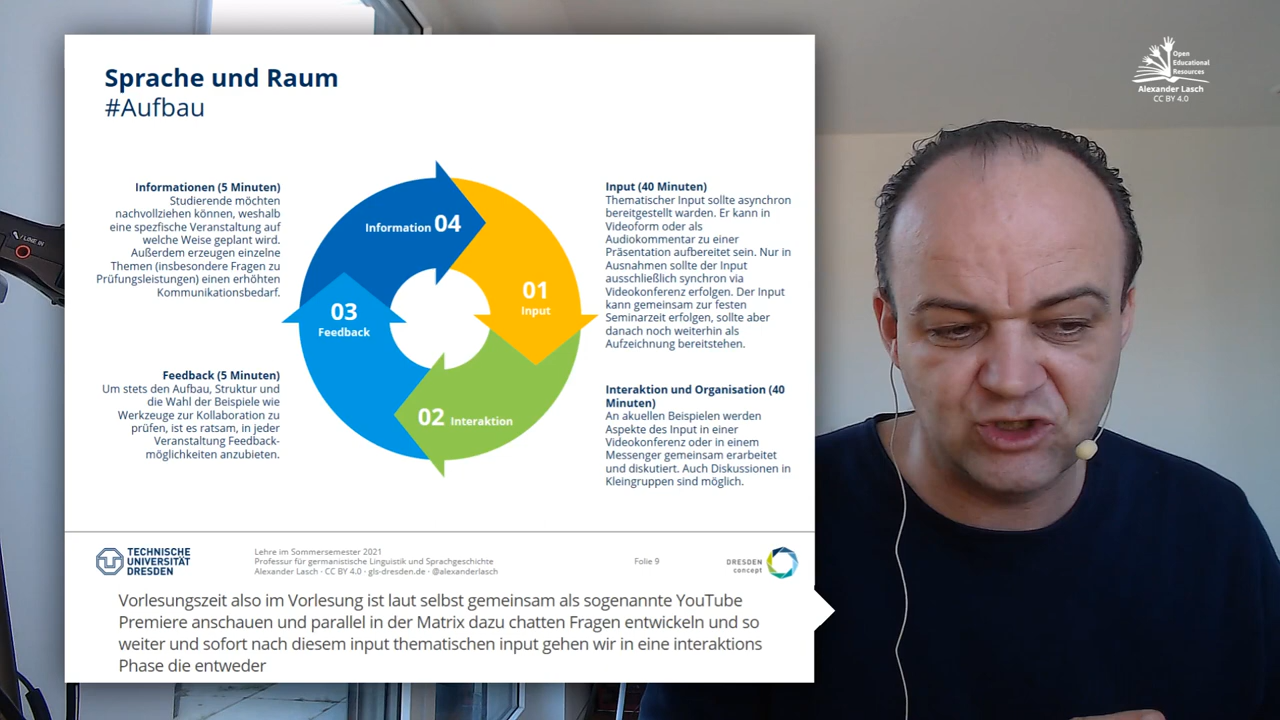 Sprache und Raum
#Aufbau
Informationen (5 Minuten)
Studierende möchten
nachvollziehen können, weshalb
eine spezfische Veranstaltung auf
welche Weise geplant wird.
Außerdem erzeugen einzelne
Themen (insbesondere Fragen zu
Prüfungsleistungen) einen erhöhten
Kommunikationsbedarf.
Feedback (5 Minuten)
Um stets den Aufbau, Struktur und
die Wahl der Beispiele wie
Werkzeuge zur Kollaboration zu
prüfen, ist es ratsam, in jeder
Veranstaltung Feedback-
möglichkeiten anzubieten.
Information 04
01
Input
03
Feedback
02 Interaktion
Input (40 Minuten)
Thematischer Input sollte asynchron
bereitgestellt warden. Er kann in
Videoform oder als
Audiokommentar zu einer
Präsentation aufbereitet sein. Nur in
Ausnahmen sollte der Input
ausschließlich synchron via
Videokonferenz erfolgen. Der Input
kann gemeinsam zur festen
Seminarzeit erfolgen, sollte aber
danach noch weiterhin als
Aufzeichnung bereitstehen.
Interaktion und Organisation (40
Minuten)
An akuellen Beispielen werden
Aspekte des Input in einer
Videokonferenz oder in einem
Messenger gemeinsam erarbeitet
und diskutiert. Auch Diskussionen in
Kleingruppen sind möglich.
TECHNISCHE
UNIVERSITÄT
DRESDEN
Lehre im Sommersemester 2021
Professur für germanistische Linguistik und Sprachgeschichte
Alexander Lasch · CC BY 4.0 · gls-dresden.de · @alexanderlasch
Folie 9
DRESDEN
concept
Vorlesungszeit also im Vorlesung ist laut selbst gemeinsam als sogenannte YouTube
Premiere anschauen und parallel in der Matrix dazu chatten Fragen entwickeln und so
weiter und sofort nach diesem input thematischen input gehen wir in eine interaktions
Phase die entweder
Open
Educational
Resources
Alexander Lasch
CC BY 4.0
LINE IN